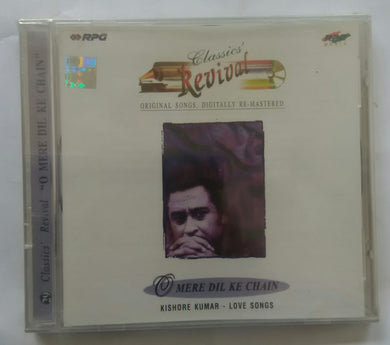 RPG
Classics'
Revival
ORIGINAL SONGS, DIGITALLY RE-MASTERED
O MERE DIL KE CHAIN
KISHORE KUMAR - LOVE SONGS
Classics' Revival "O MERE DIL KE CHAIN"